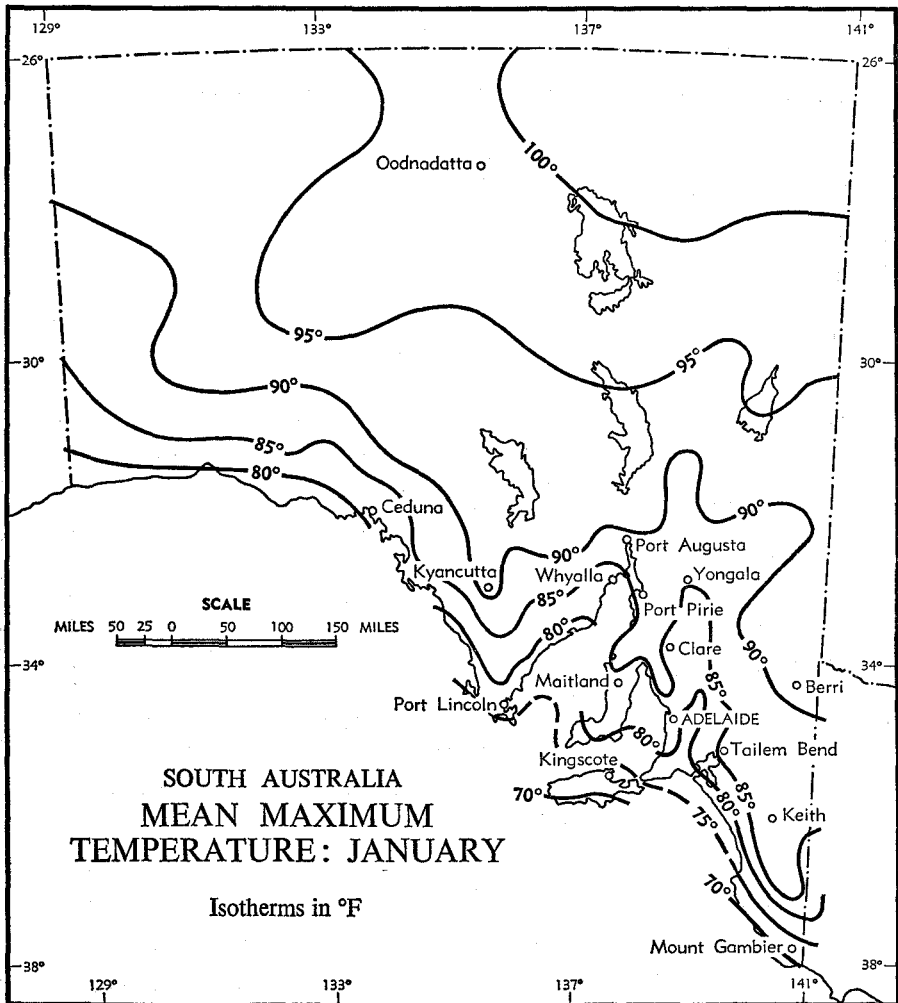 129°
133°
137°
141°
26°
26°
Oodnadatta
100°
95°
95°
30°
30°
90°
85°
80°
90°
Ceduna
90°
Port Augusta
Kyancutta
Whyalla
Yongala
85°
Port Pirie
SCALE
MILES 50 25 0 50 100 150 MILES
80°
Clare
90°
34°
34°
Maitland
85°
Berri
Port Lincoln
ADELAIDE
80°
Tailem Bend
Kingscote
SOUTH AUSTRALIA
MEAN MAXIMUM
TEMPERATURE: JANUARY
Isotherms in °F
70°
80°
85°
75°
Keith
70°
Mount Gambier
38°
38°
129°
133°
137°
141°